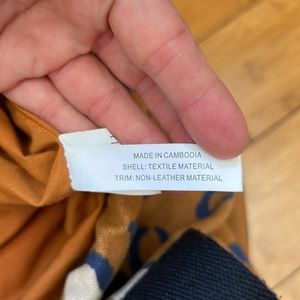 MADE IN CAMBODIA
SHELL: TEXTILE MATERIAL
TRIM: NON-LEATHER MATERIAL